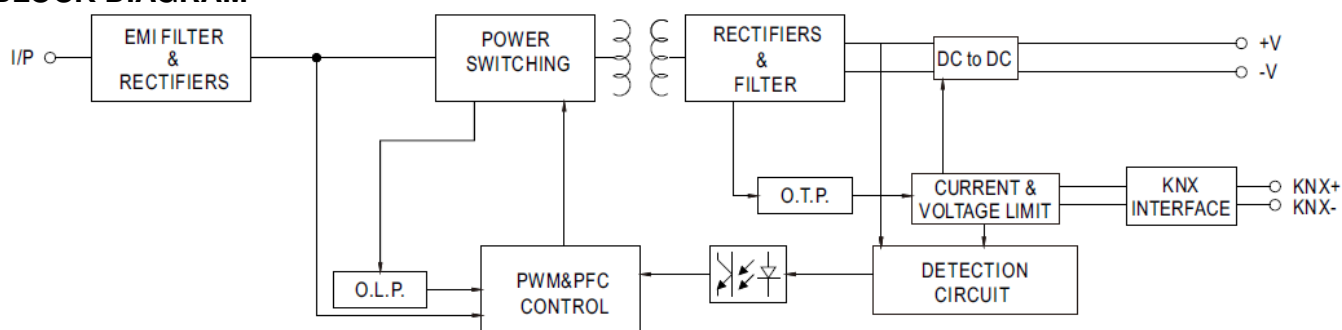 BLOCK DIAGRAM
I/P
EMI FILTER
&
RECTIFIERS
POWER
SWITCHING
RECTIFIERS
&
FILTER
DC to DC
+V
-V
O.T.P.
CURRENT &
VOLTAGE LIMIT
KNX
INTERFACE
KNX+
KNX-
O.L.P.
PWM&PFC
CONTROL
DETECTION
CIRCUIT